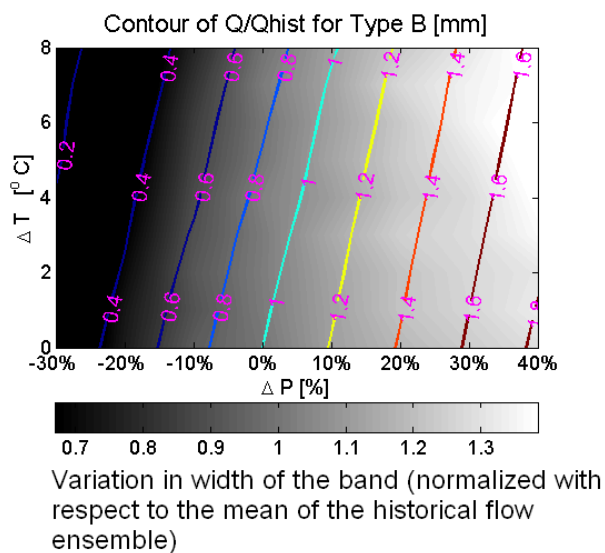 Contour of Q/Qhist for Type B [mm]
8
6
4
2
0
Δ T [° C]
0.4 0.6 0.8 1 1.2 1.4 1.6
0.2 0.4 0.6 0.8 1 1.2 1.4 1.6
0.4 0.6 0.8 1 1.2 1.4 1.6
-30% -20% -10% 0% 10% 20% 30% 40%
Δ P [%]
0.7 0.8 0.9 1 1.1 1.2 1.3
Variation in width of the band (normalized with
respect to the mean of the historical flow
ensemble)